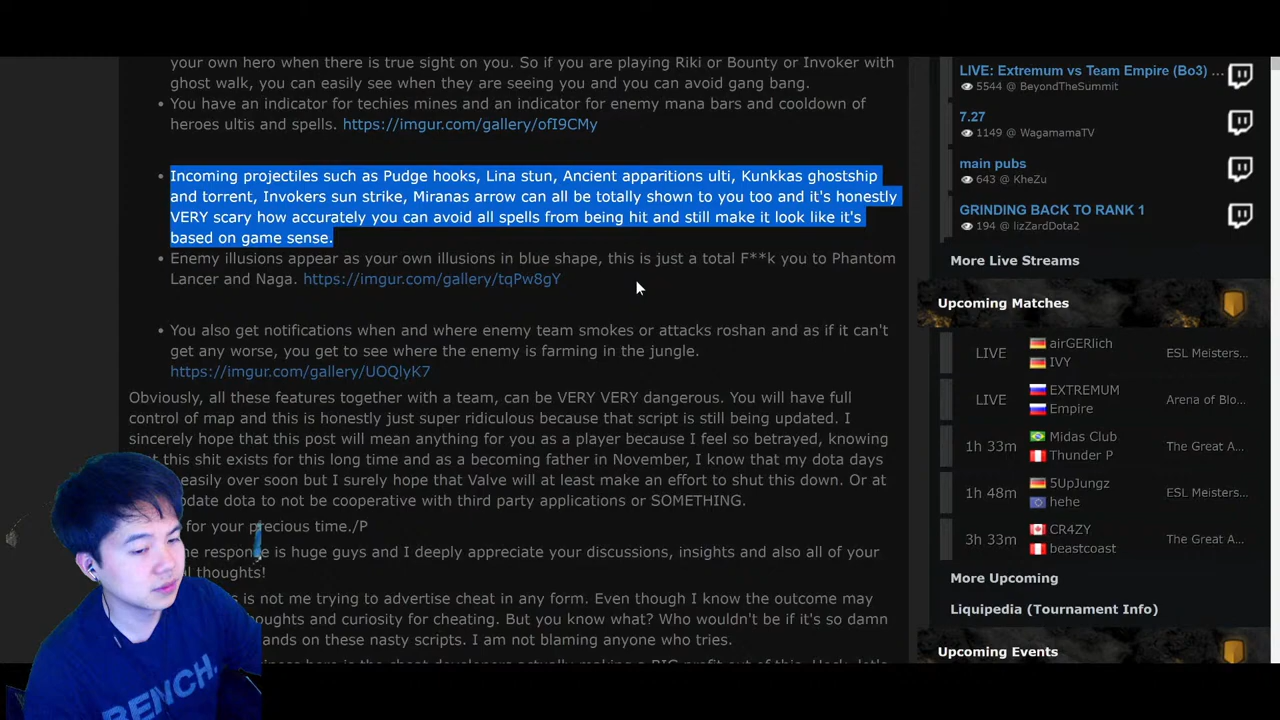 your own hero when there is true sight on you. So if you are playing Riki or Bounty or Invoker with
ghost walk, you can easily see when they are seeing you and you can avoid gang bang.
You have an indicator for techies mines and an indicator for enemy mana bars and cooldown of
heroes ultis and spells. https://imgur.com/gallery/ofI9CMy
Incoming projectiles such as Pudge hooks, Lina stun, Ancient apparitions ulti, Kunkkas ghostship
and torrent, Invokers sun strike, Miranas arrow can all be totally shown to you too and it's honestly
VERY scary how accurately you can avoid all spells from being hit and still make it look like it's
based on game sense.
Enemy illusions appear as your own illusions in blue shape, this is just a total F**k you to Phantom
Lancer and Naga. https://imgur.com/gallery/tqPw8gY
You also get notifications when and where enemy team smokes or attacks roshan and as if it can't
get any worse, you get to see where the enemy is farming in the jungle.
https://imgur.com/gallery/UOQlyK7
Obviously, all these features together with a team, can be VERY VERY dangerous. You will have full
control of map and this is honestly just super ridiculous because that script is still being updated. I
sincerely hope that this post will mean anything for you as a player because I feel so betrayed, knowing
this shit exists for this long time and as a becoming father in November, I know that my dota days
easily over soon but I surely hope that Valve will at least make an effort to shut this down. Or at
dota to not be cooperative with third party applications or SOMETHING.
for your precious time./P
response is huge guys and I deeply appreciate your discussions, insights and also all of your
thoughts!
is not me trying to advertise cheat in any form. Even though I know the outcome may
and curiosity for cheating. But you know what? Who wouldn't be if it's so damn
on these nasty scripts. I am not blaming anyone who tries.
here is the cheat developers actually making a BIG profit out of this.
LIVE: Extremum vs Team Empire (Bo3) ...
5544 @ BeyondTheSummit
7.27
1149 @ WagamamaTV
main pubs
643 @ KheZu
GRINDING BACK TO RANK 1
194 @ lizZardDota2
More Live Streams
Upcoming Matches
LIVE airGERlich IVY ESL Meisters...
LIVE EXTREMUM Empire Arena of Blo...
1h 33m Midas Club Thunder P The Great A...
1h 48m 5UpJungz hehe ESL Meisters...
3h 33m CR4ZY beastcoast The Great A...
More Upcoming
Liquipedia (Tournament Info)
Upcoming Events
BENCH.